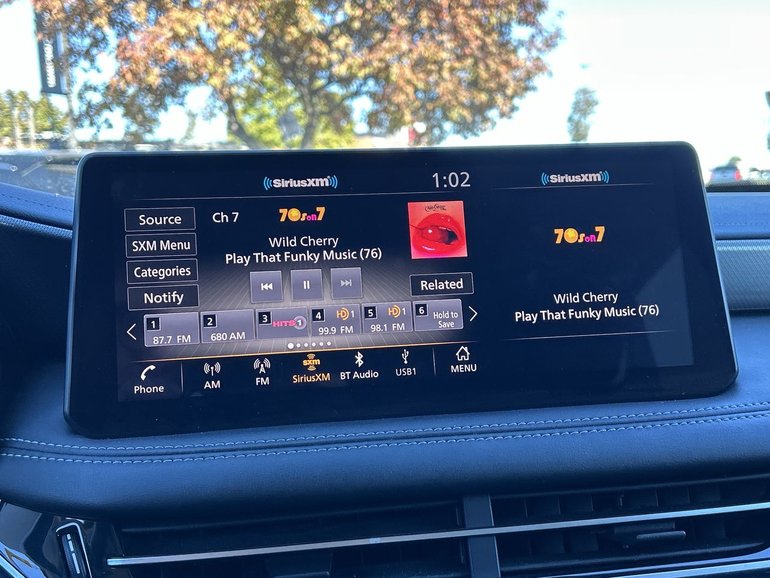 SiriusXM 1:02 SiriusXM
Source Ch 7 70s on 7
SXM Menu
Wild Cherry
Play That Funky Music (76)
Categories
Notify
Related
1 87.7 FM
2 680 AM
3 HITS 1
4 HD 1 99.9 FM
5 HD 1 98.1 FM
6 Hold to Save
Phone
AM
FM
sxm SiriusXM
BT Audio
USB1
MENU
70s on 7
Wild Cherry
Play That Funky Music (76)